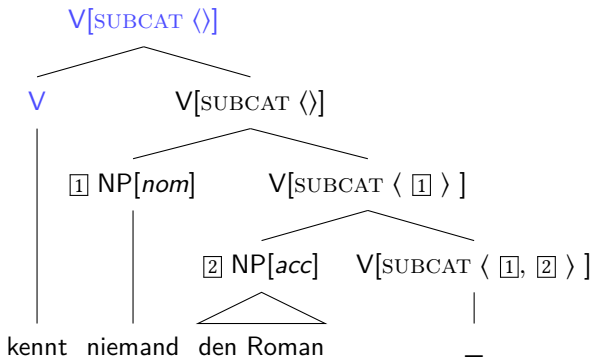 V[SUBCAT ⟨⟩]
V V[SUBCAT ⟨⟩]
1 NP[nom] V[SUBCAT ⟨ 1 ⟩ ]
2 NP[acc] V[SUBCAT ⟨ 1, 2 ⟩ ]
kennt niemand den Roman _